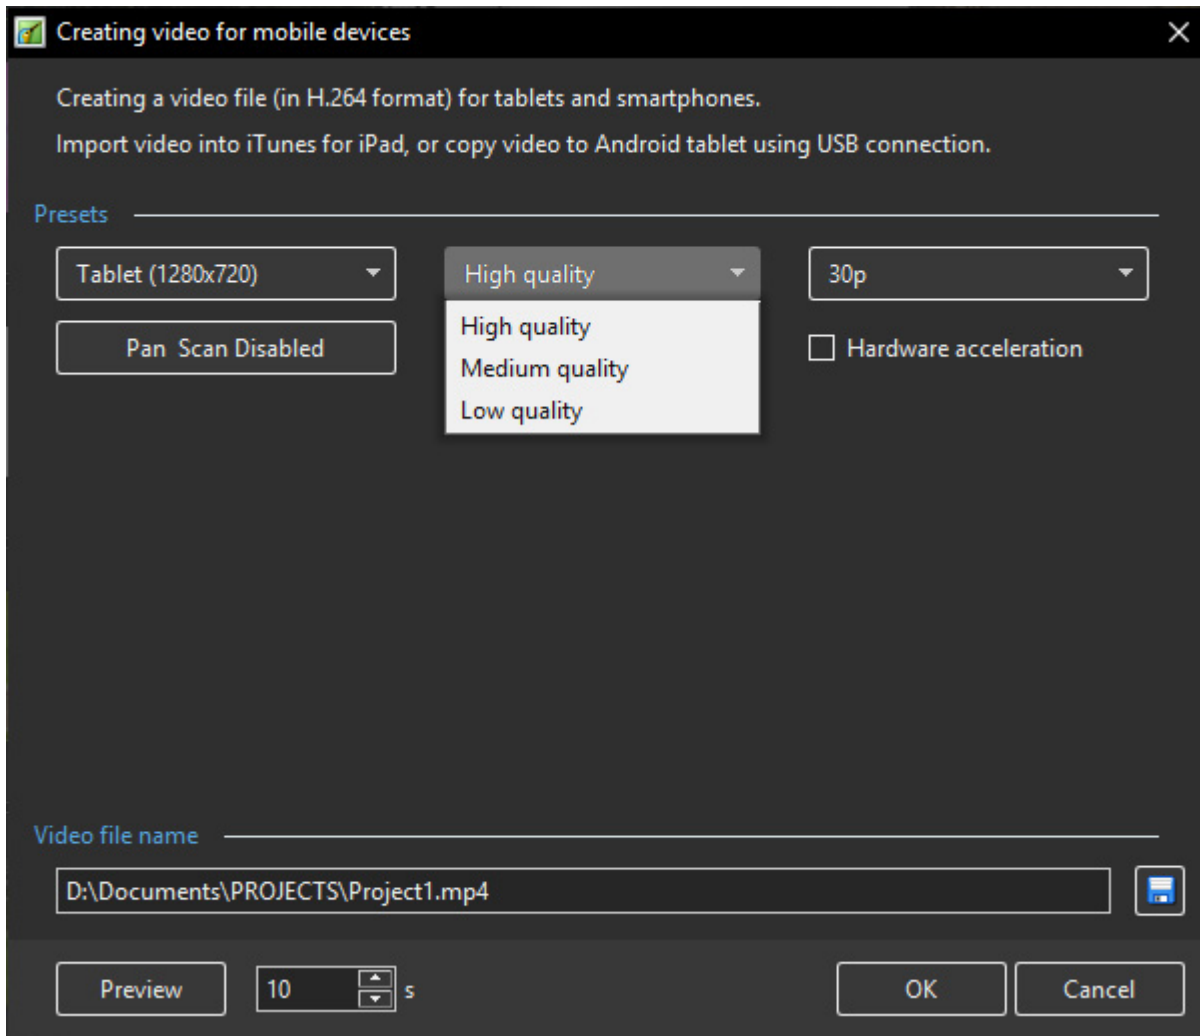 Creating video for mobile devices
Creating a video file (in H.264 format) for tablets and smartphones.
Import video into iTunes for iPad, or copy video to Android tablet using USB connection.
Presets
Tablet (1280x720)
High quality
30p
Pan  Scan Disabled
High quality
Medium quality
Low quality
Hardware acceleration
Video file name
D:\Documents\PROJECTS\Project1.mp4
Preview
10
s
OK
Cancel